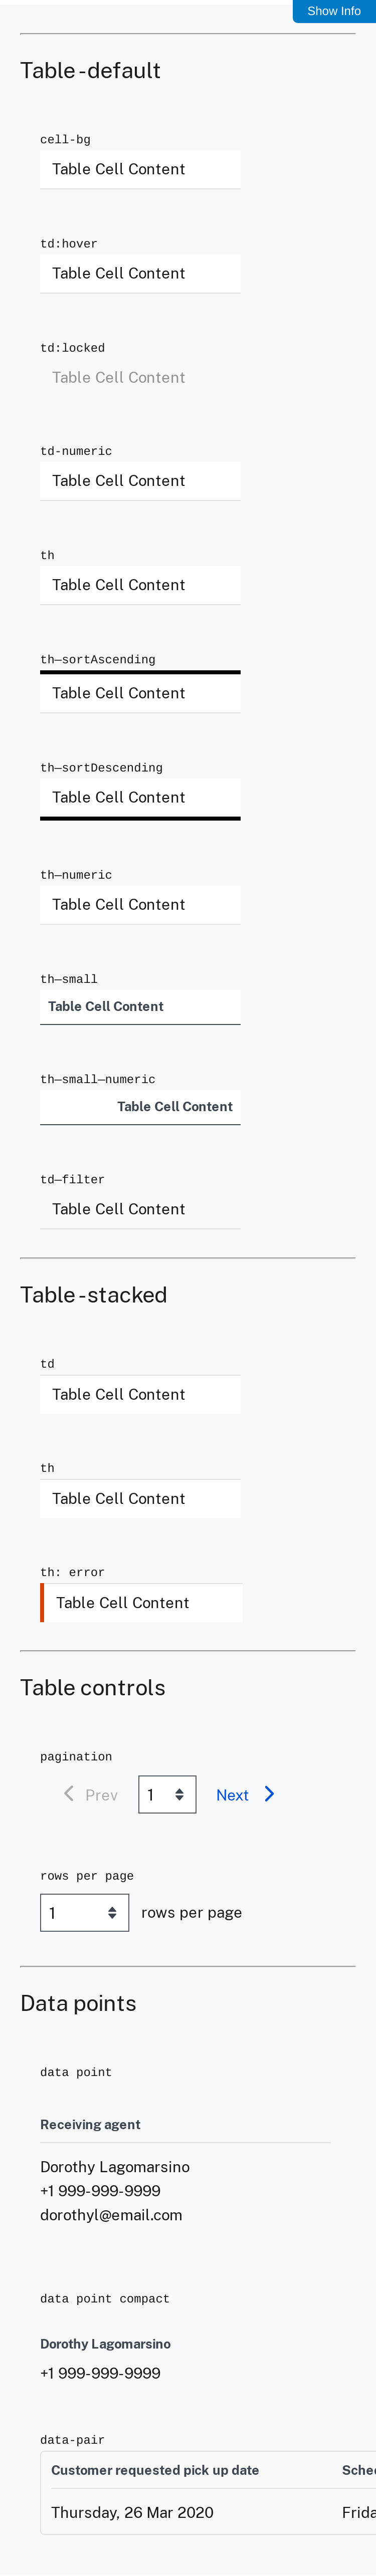 Show Info
Table - default
cell-bg
Table Cell Content
td:hover
Table Cell Content
td:locked
Table Cell Content
td-numeric
Table Cell Content
th
Table Cell Content
th—sortAscending
Table Cell Content
th—sortDescending
Table Cell Content
th—numeric
Table Cell Content
th—small
Table Cell Content
th—small—numeric
Table Cell Content
td—filter
Table Cell Content
Table - stacked
td
Table Cell Content
th
Table Cell Content
th: error
Table Cell Content
Table controls
pagination
Prev 1 Next
rows per page
1 rows per page
Data points
data point
Receiving agent
Dorothy Lagomarsino
+1 999-999-9999
dorothyl@email.com
data point compact
Dorothy Lagomarsino
+1 999-999-9999
data-pair
Customer requested pick up date
Thursday, 26 Mar 2020